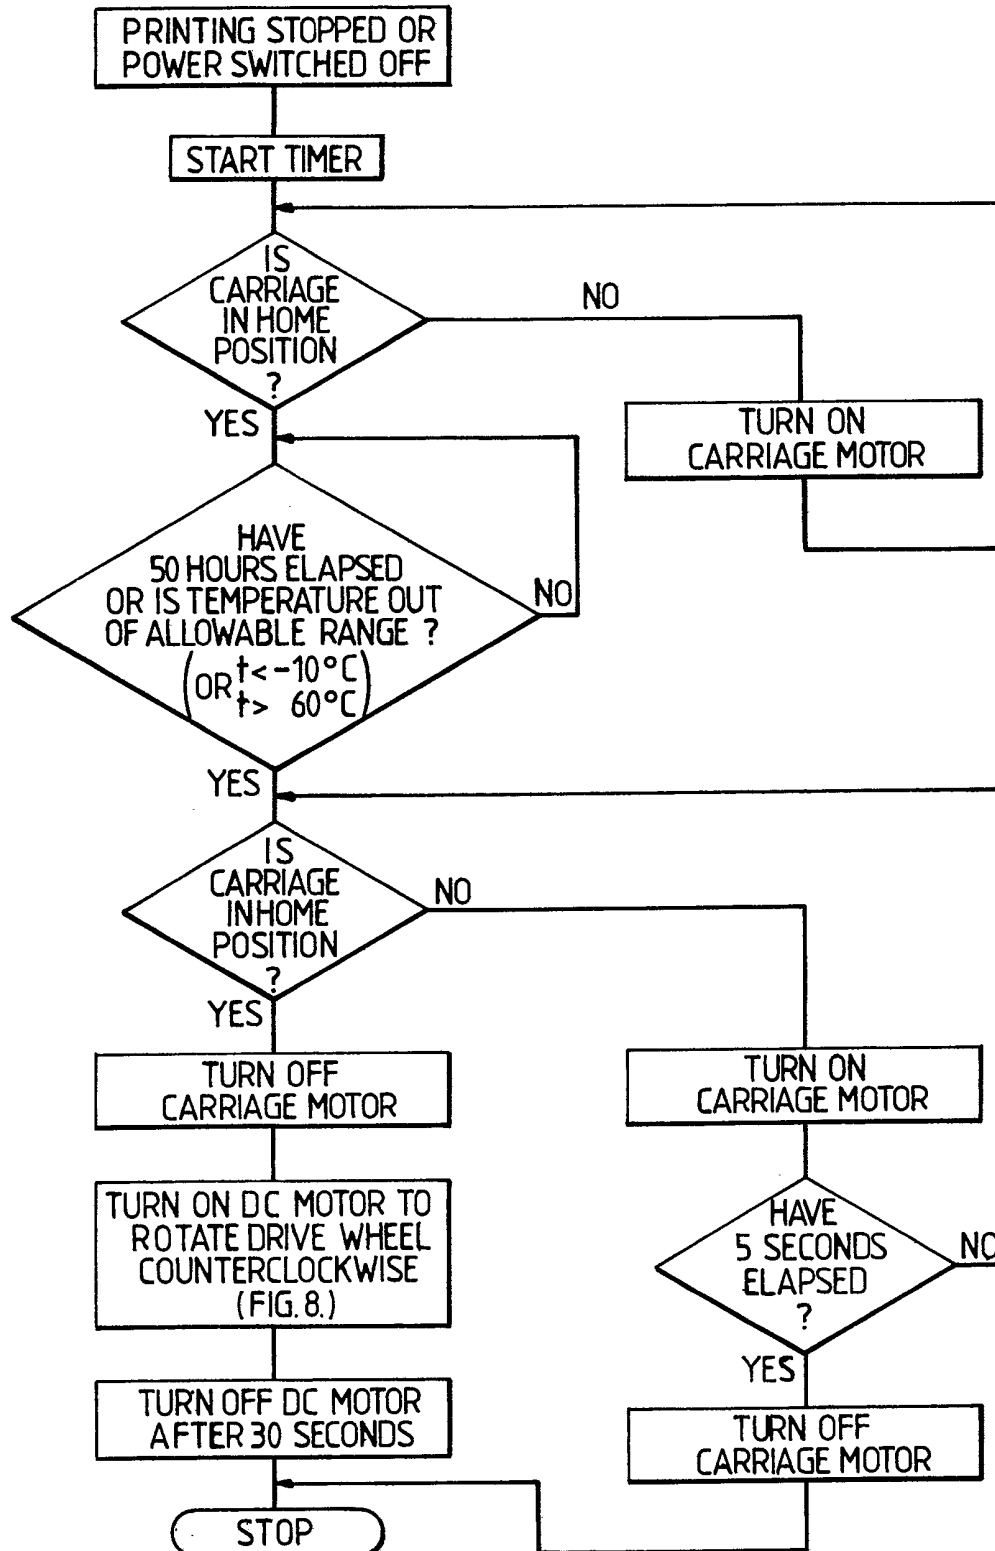 PRINTING STOPPED OR
POWER SWITCHED OFF
START TIMER
IS
CARRIAGE
IN HOME
POSITION
?
NO
YES
TURN ON
CARRIAGE MOTOR
HAVE
50 HOURS ELAPSED
OR IS TEMPERATURE OUT
OF ALLOWABLE RANGE ?
(OR t< -10°C
t> 60°C)
NO
YES
IS
CARRIAGE
IN HOME
POSITION
?
NO
YES
TURN OFF
CARRIAGE MOTOR
TURN ON
CARRIAGE MOTOR
TURN ON DC MOTOR TO
ROTATE DRIVE WHEEL
COUNTERCLOCKWISE
(FIG. 8.)
HAVE
5 SECONDS
ELAPSED
?
NO
YES
TURN OFF DC MOTOR
AFTER 30 SECONDS
TURN OFF
CARRIAGE MOTOR
STOP